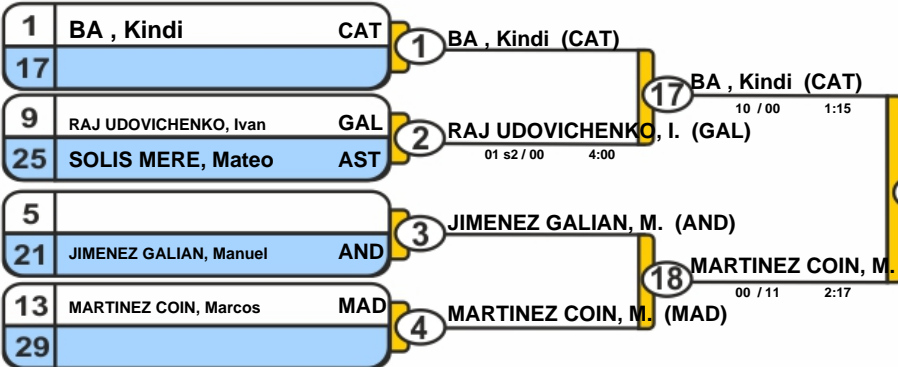 1 BA , Kindi CAT
17
1 BA , Kindi (CAT)
9 RAJ UDOVICHENKO, Ivan GAL
25 SOLIS MERE, Mateo AST
2 RAJ UDOVICHENKO, I. (GAL)
01 s2 / 00 4:00
17 BA , Kindi (CAT)
10 / 00 1:15
5
21 JIMENEZ GALIAN, Manuel AND
3 JIMENEZ GALIAN, M. (AND)
13 MARTINEZ COIN, Marcos MAD
29
4 MARTINEZ COIN, M. (MAD)
18 MARTINEZ COIN, M.
00 / 11 2:17